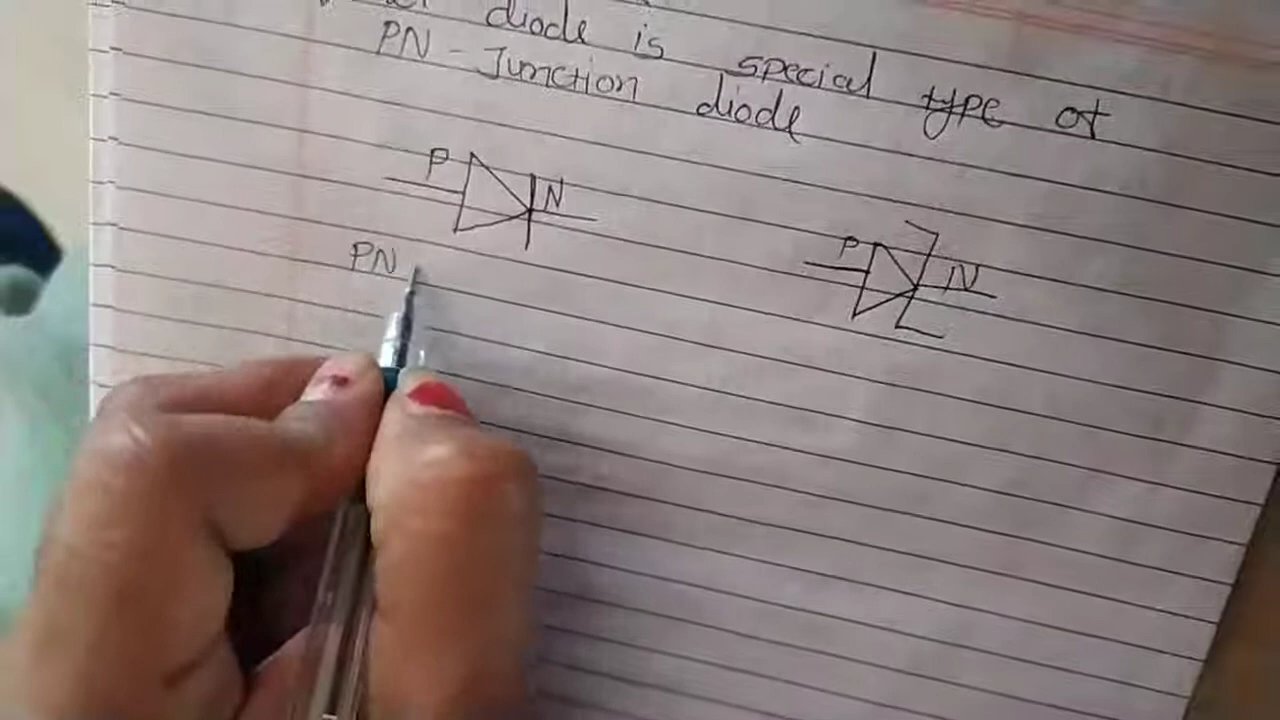 diode is special type of
PN - Junction diode
P N
P N
PN